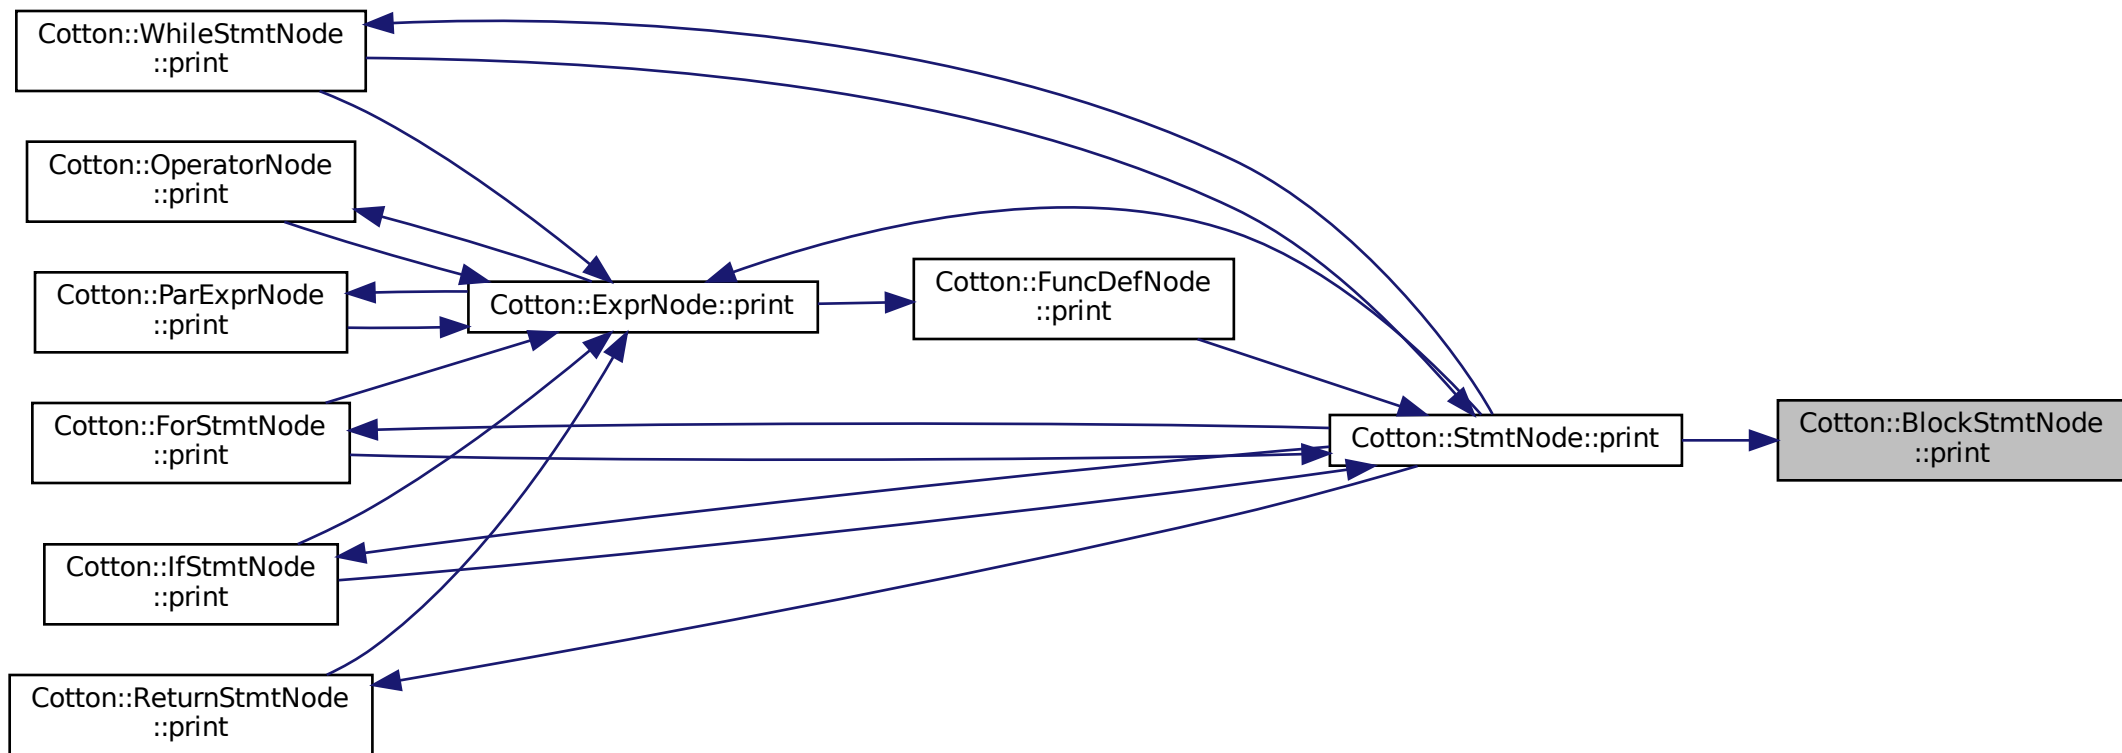 Cotton::WhileStmtNode
::print
Cotton::OperatorNode
::print
Cotton::ParExprNode
::print
Cotton::ForStmtNode
::print
Cotton::IfStmtNode
::print
Cotton::ReturnStmtNode
::print
Cotton::ExprNode::print
Cotton::FuncDefNode
::print
Cotton::StmtNode::print
Cotton::BlockStmtNode
::print